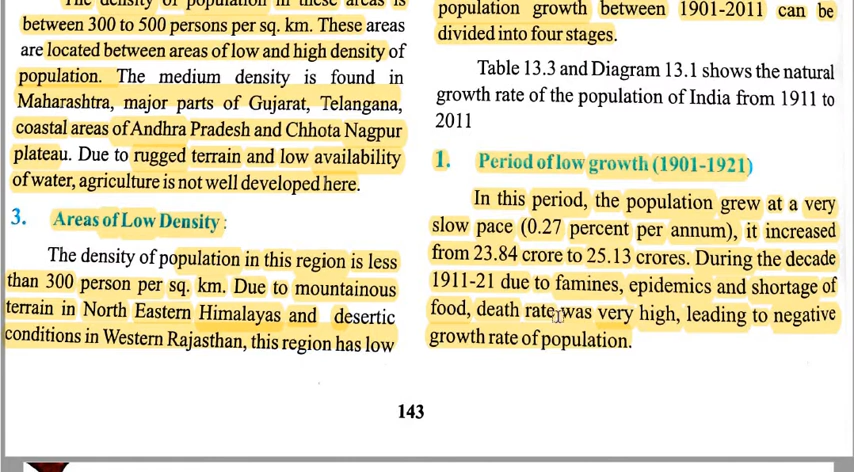 The density of population in these areas is
between 300 to 500 persons per sq. km. These areas
are located between areas of low and high density of
population. The medium density is found in
Maharashtra, major parts of Gujarat, Telangana,
coastal areas of Andhra Pradesh and Chhota Nagpur
plateau. Due to rugged terrain and low availability
of water, agriculture is not well developed here.
3. Areas of Low Density :
The density of population in this region is less
than 300 person per sq. km. Due to mountainous
terrain in North Eastern Himalayas and desertic
conditions in Western Rajasthan, this region has low
population growth between 1901-2011 can be
divided into four stages.
Table 13.3 and Diagram 13.1 shows the natural
growth rate of the population of India from 1911 to
2011
1. Period of low growth (1901-1921)
In this period, the population grew at a very
slow pace (0.27 percent per annum), it increased
from 23.84 crore to 25.13 crores. During the decade
1911-21 due to famines, epidemics and shortage of
food, death rate was very high, leading to negative
growth rate of population.
143